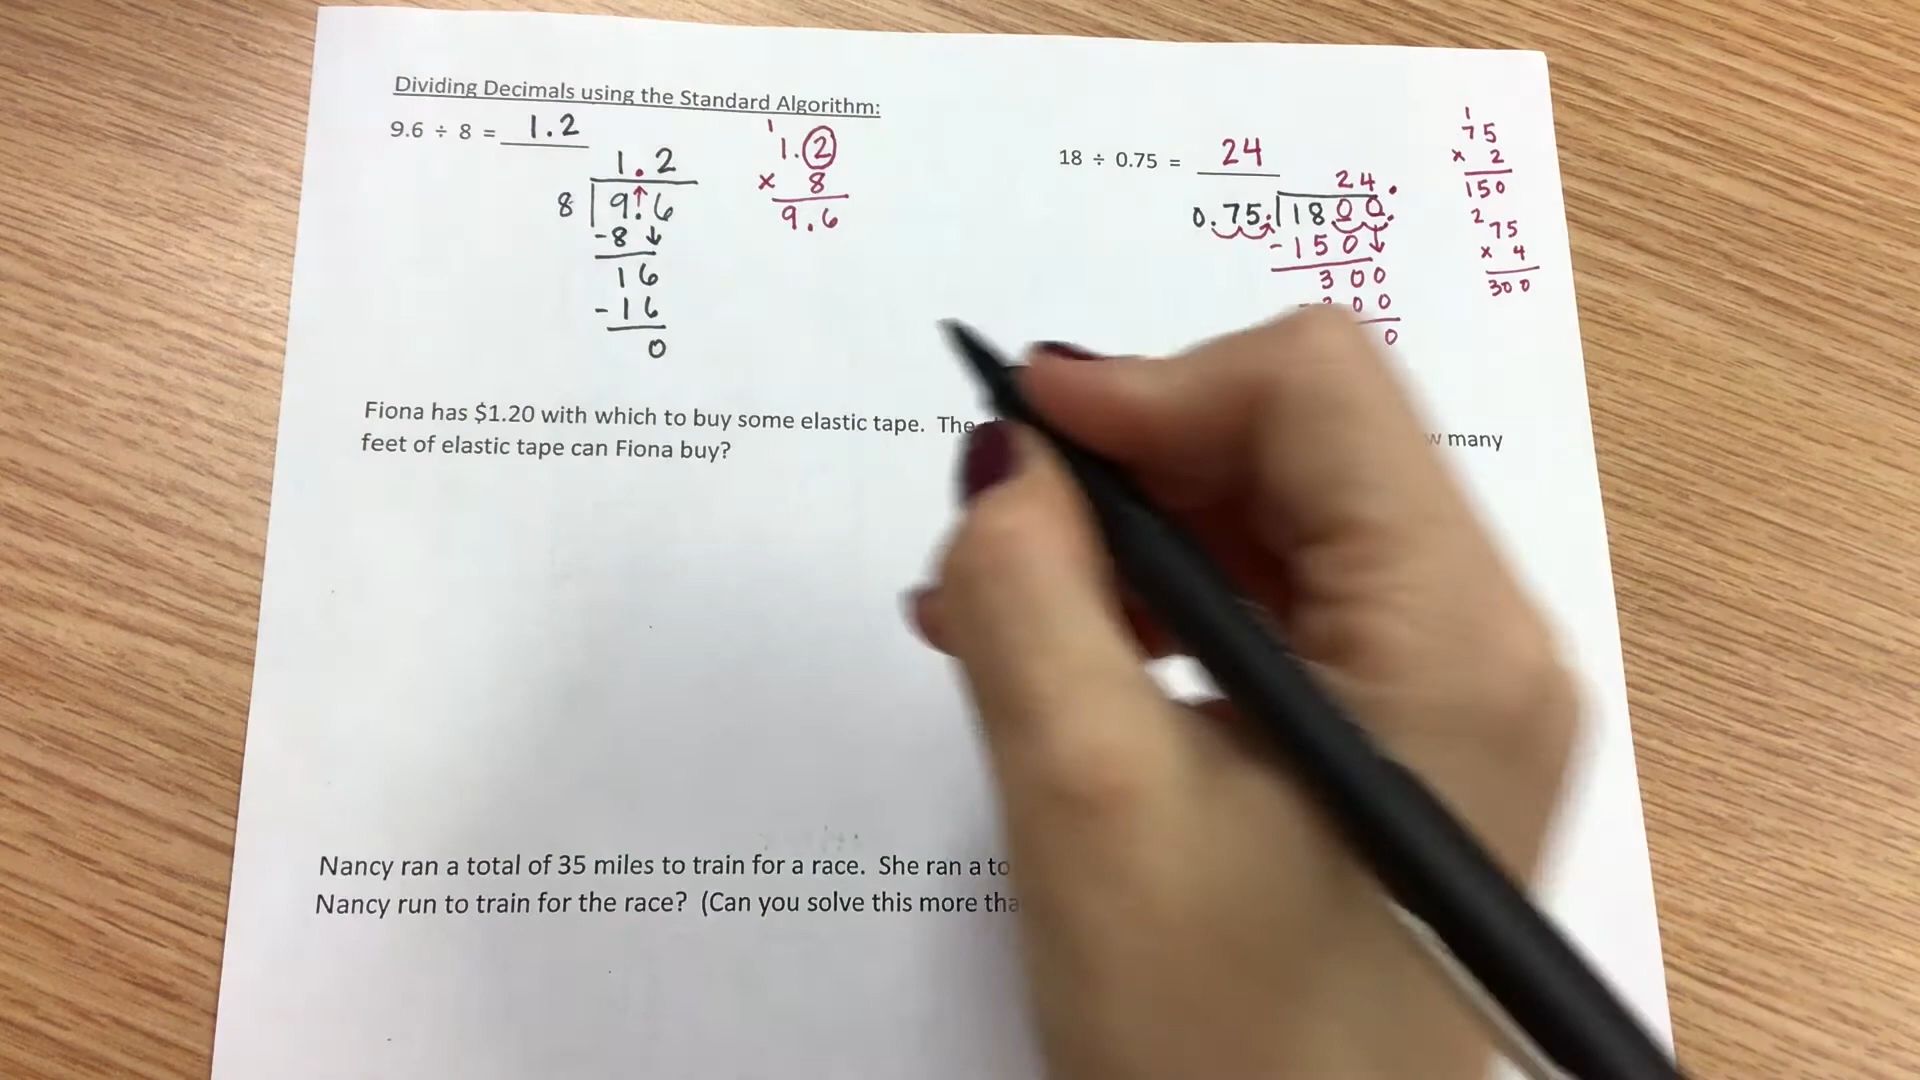 Dividing Decimals using the Standard Algorithm:
9.6 ÷ 8 = 1.2
1.2
8 9.6
-8
16
-16
0
1
1.2
x 8
9.6
18 ÷ 0.75 = 24
24.
0.75. 1800.
-150
300
00
0
1
75
x 2
150
2
75
x 4
300
Fiona has $1.20 with which to buy some elastic tape. The many
feet of elastic tape can Fiona buy?
Nancy ran a total of 35 miles to train for a race. She ran a
Nancy run to train for the race? (Can you solve this more